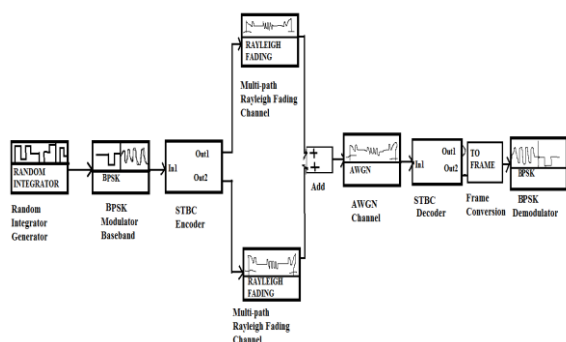 RAYLEIGH
FADING
Multi-path
Rayleigh Fading
Channel
RANDOM
INTEGRATOR
Random
Integrator
Generator
BPSK
BPSK
Modulator
Baseband
In1
Out1
Out2
STBC
Encoder
RAYLEIGH
FADING
Multi-path
Rayleigh Fading
Channel
+
+
Add
AWGN
AWGN
Channel
In1
Out1
Out2
STBC
Decoder
TO
FRAME
Frame
Conversion
BPSK
BPSK
Demodulator